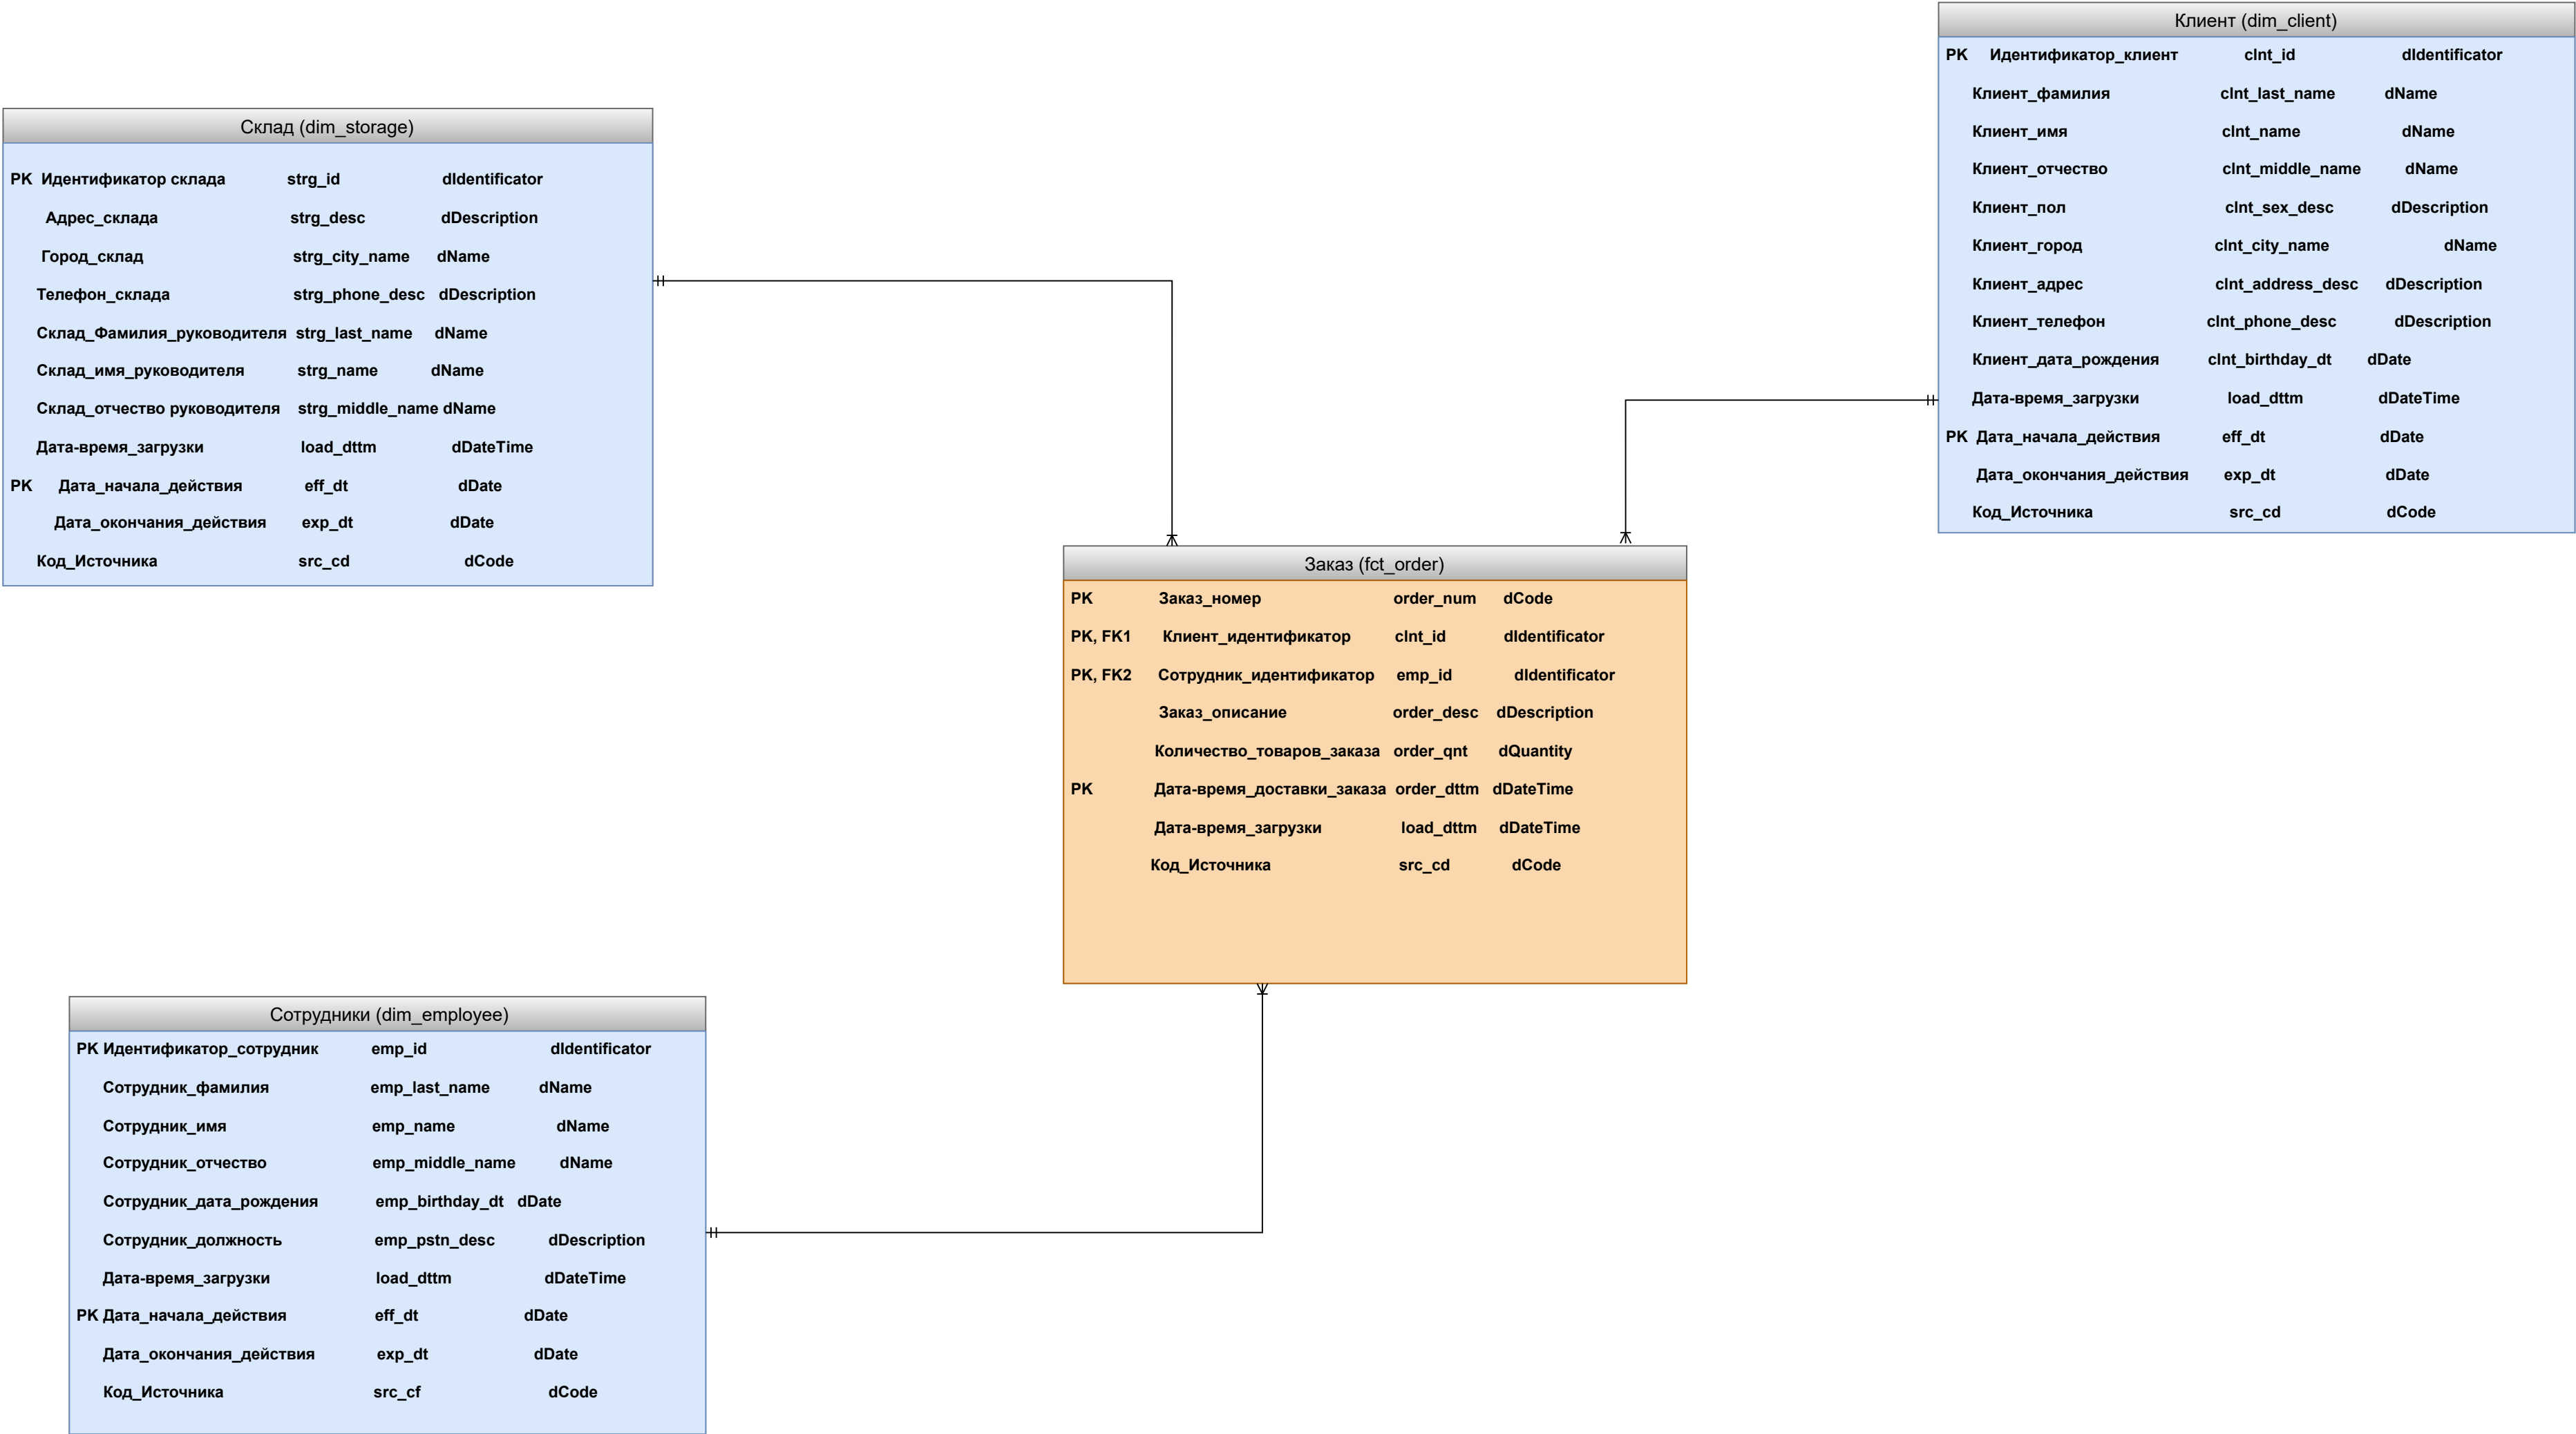 Клиент (dim_client)
PK Идентификатор_клиент clnt_id dIdentificator
Клиент_фамилия clnt_last_name dName
Клиент_имя clnt_name dName
Клиент_отчество clnt_middle_name dName
Клиент_пол clnt_sex_desc dDescription
Клиент_город clnt_city_name dName
Клиент_адрес clnt_address_desc dDescription
Клиент_телефон clnt_phone_desc dDescription
Клиент_дата_рождения clnt_birthday_dt dDate
Дата-время_загрузки load_dttm dDateTime
PK Дата_начала_действия eff_dt dDate
Дата_окончания_действия exp_dt dDate
Код_Источника src_cd dCode
Склад (dim_storage)
PK Идентификатор склада strg_id dIdentificator
Адрес_склада strg_desc dDescription
Город_склад strg_city_name dName
Телефон_склада strg_phone_desc dDescription
Склад_Фамилия_руководителя strg_last_name dName
Склад_имя_руководителя strg_name dName
Склад_отчество руководителя strg_middle_name dName
Дата-время_загрузки load_dttm dDateTime
PK Дата_начала_действия eff_dt dDate
Дата_окончания_действия exp_dt dDate
Код_Источника src_cd dCode
Заказ (fct_order)
PK Заказ_номер order_num dCode
PK, FK1 Клиент_идентификатор clnt_id dIdentificator
PK, FK2 Сотрудник_идентификатор emp_id dIdentificator
Заказ_описание order_desc dDescription
Количество_товаров_заказа order_qnt dQuantity
PK Дата-время_доставки_заказа order_dttm dDateTime
Дата-время_загрузки load_dttm dDateTime
Код_Источника src_cd dCode
Сотрудники (dim_employee)
PK Идентификатор_сотрудник emp_id dIdentificator
Сотрудник_фамилия emp_last_name dName
Сотрудник_имя emp_name dName
Сотрудник_отчество emp_middle_name dName
Сотрудник_дата_рождения emp_birthday_dt dDate
Сотрудник_должность emp_pstn_desc dDescription
Дата-время_загрузки load_dttm dDateTime
PK Дата_начала_действия eff_dt dDate
Дата_окончания_действия exp_dt dDate
Код_Источника src_cf dCode